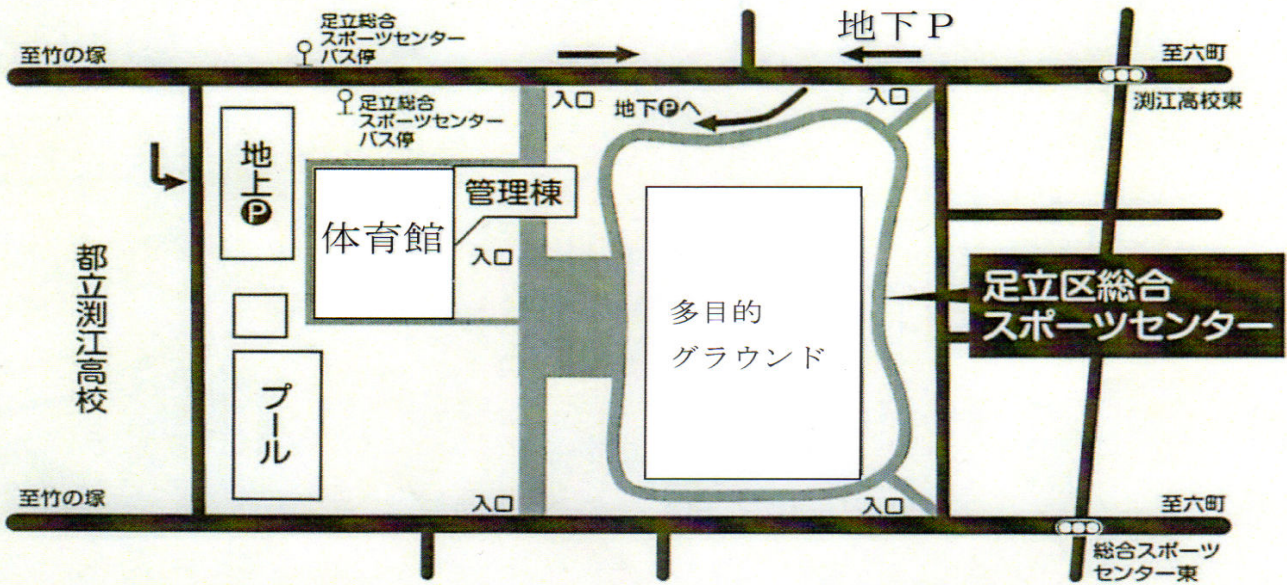 足立総合
スポーツセンター
バス停
地下P
至竹の塚
至六町
足立総合
スポーツセンター
バス停
入口
地下Pへ
入口
渕江高校東
地上P
管理棟
体育館
入口
都立渕江高校
足立区総合
スポーツセンター
多目的
グラウンド
プール
至竹の塚
入口
入口
至六町
総合スポーツ
センター東